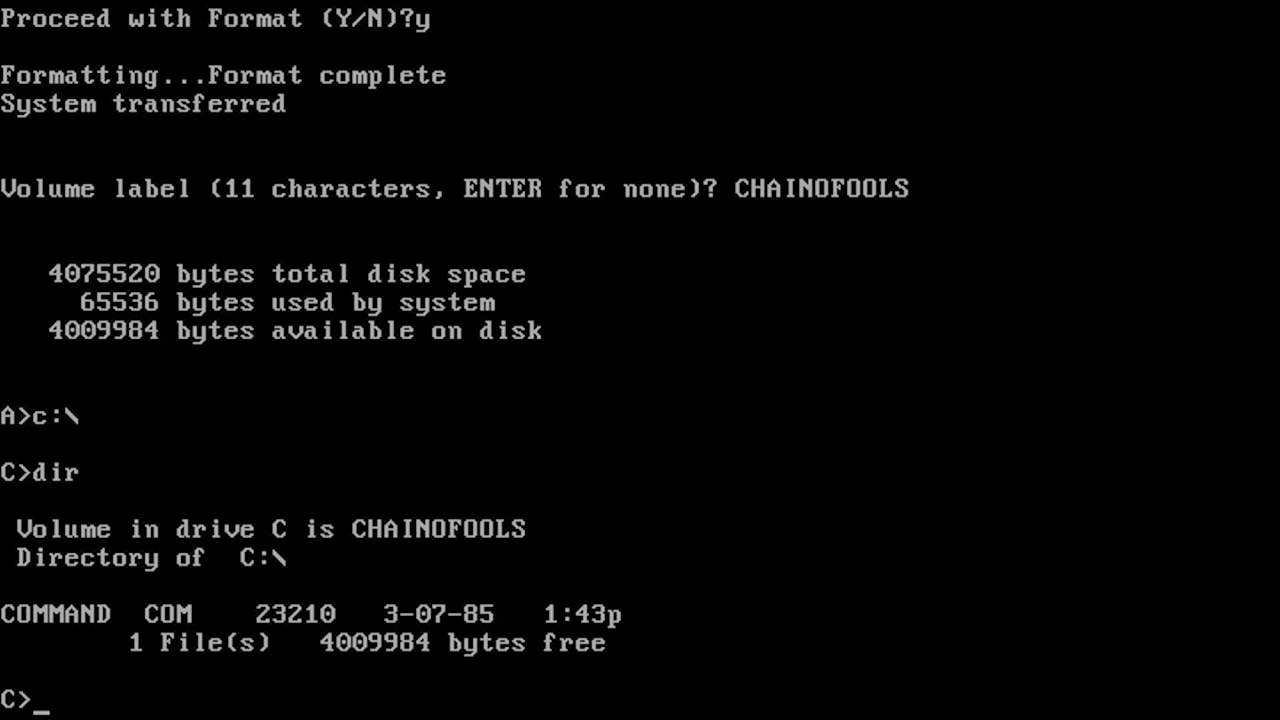 Proceed with Format (Y/N)?y
Formatting...Format complete
System transferred
Volume label (11 characters, ENTER for none)? CHAINOFOOLS
4075520 bytes total disk space
65536 bytes used by system
4009984 bytes available on disk
A>c:\
C>dir
Volume in drive C is CHAINOFOOLS
Directory of  C:\
COMMAND  COM    23210   3-07-85   1:43p
1 File(s)   4009984 bytes free
C>_